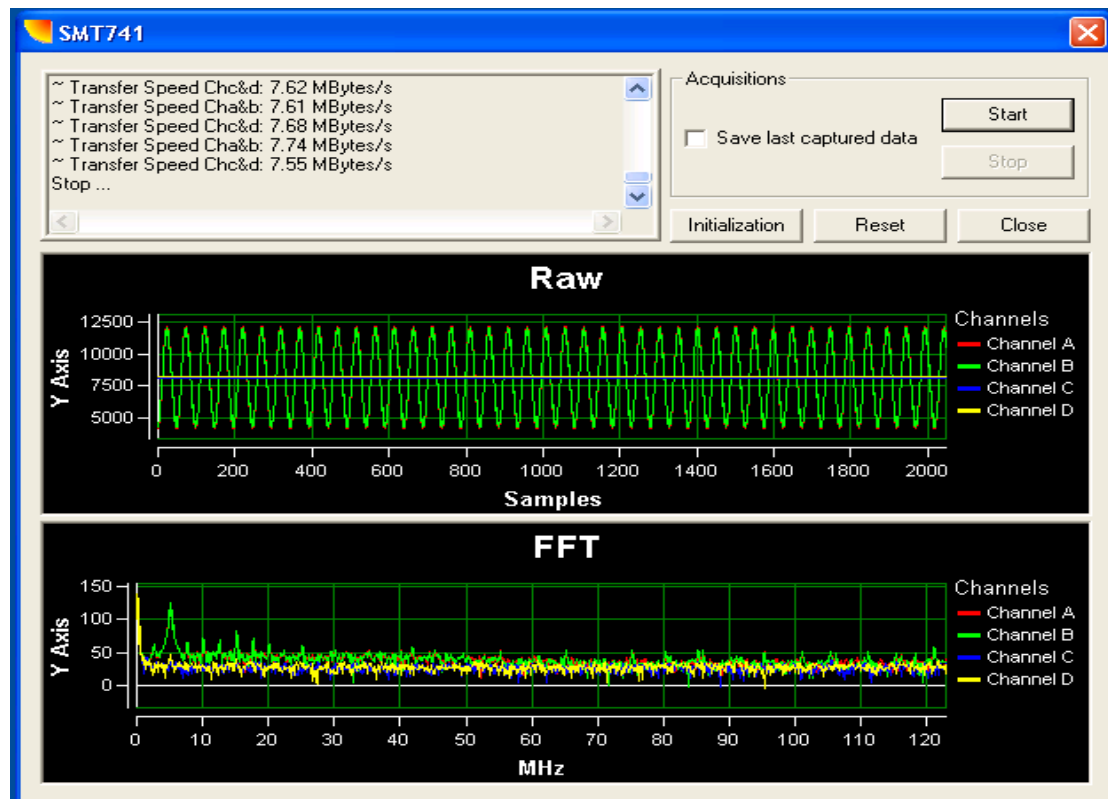 SMT741
~ Transfer Speed Chc&d: 7.62 MBytes/s
~ Transfer Speed Cha&b: 7.61 MBytes/s
~ Transfer Speed Chc&d: 7.68 MBytes/s
~ Transfer Speed Cha&b: 7.74 MBytes/s
~ Transfer Speed Chc&d: 7.55 MBytes/s
Stop ...
Acquisitions
Save last captured data
Start
Stop
Initialization
Reset
Close
Raw
Y Axis
12500
10000
7500
5000
0 200 400 600 800 1000 1200 1400 1600 1800 2000
Samples
Channels
Channel A
Channel B
Channel C
Channel D
FFT
Y Axis
150
100
50
0
0 10 20 30 40 50 60 70 80 90 100 110 120
MHz
Channels
Channel A
Channel B
Channel C
Channel D